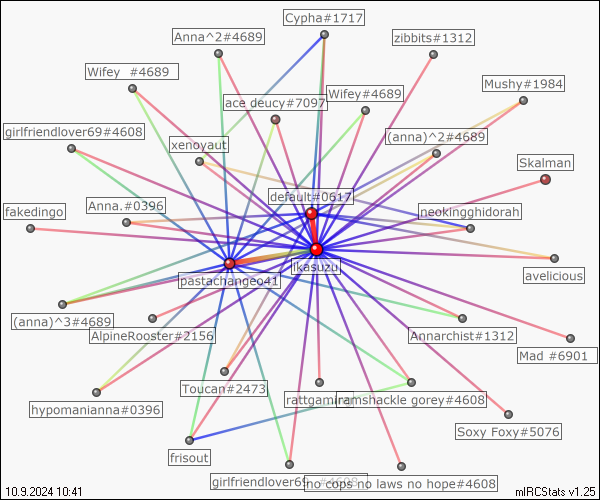 Cypha#1717
Anna^2#4689
zibbits#1312
Wifey #4689
Mushy#1984
ace deucy#7097
Wifey#4689
girlfriendlover69#4608
(anna)^2#4689
xenoyaut
Skalman
default#0617
Anna.#0396
fakedingo
neokingghidorah
jkasuzu
avelicious
pastachangeo41
(anna)^3#4689
AlpineRooster#2156
Annarchist#1312
Mad #6901
Toucan#2473
rattgaming
ramshackle gorey#4608
hypomanianna#0396
Soxy Foxy#5076
frisout
no cops no laws no hope#4608
10.9.2024 10:41
mIRCStats v1.25